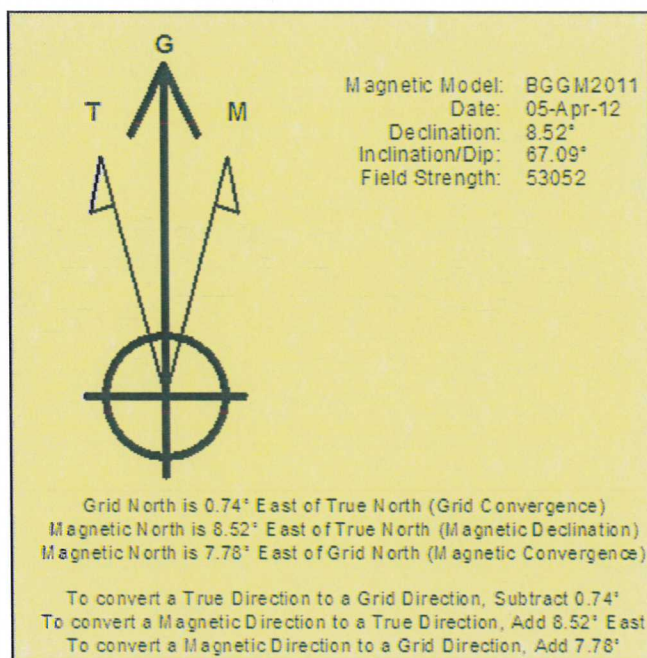 G
T
M
Magnetic Model: BGGM2011
Date: 05-Apr-12
Declination: 8.52°
Inclination/Dip: 67.09°
Field Strength: 53052
Grid North is 0.74° East of True North (Grid Convergence)
Magnetic North is 8.52° East of True North (Magnetic Declination)
Magnetic North is 7.78° East of Grid North (Magnetic Convergence)
To convert a True Direction to a Grid Direction, Subtract 0.74°
To convert a Magnetic Direction to a True Direction, Add 8.52° East
To convert a Magnetic Direction to a Grid Direction, Add 7.78°